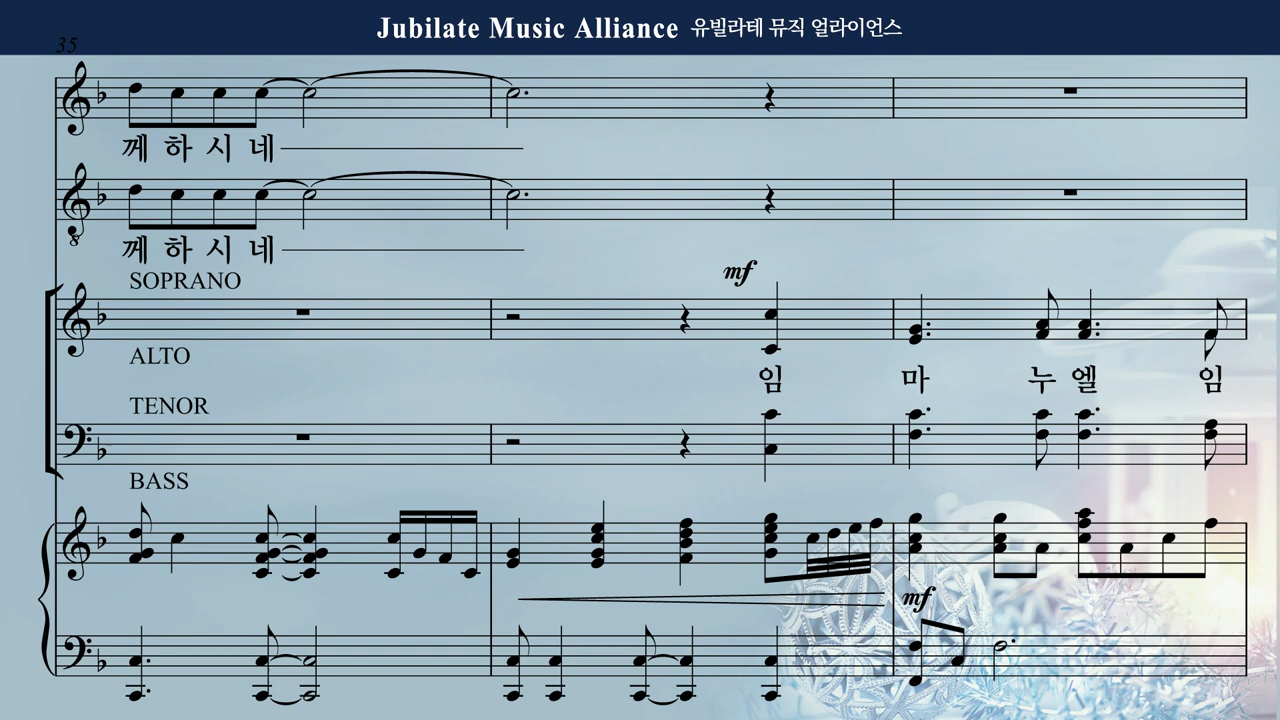 Jubilate Music Alliance 유빌라테 뮤직 얼라이언스
35
께 하 시 네
께 하 시 네
SOPRANO
mf
ALTO
임 마 누 엘 임
TENOR
BASS
mf